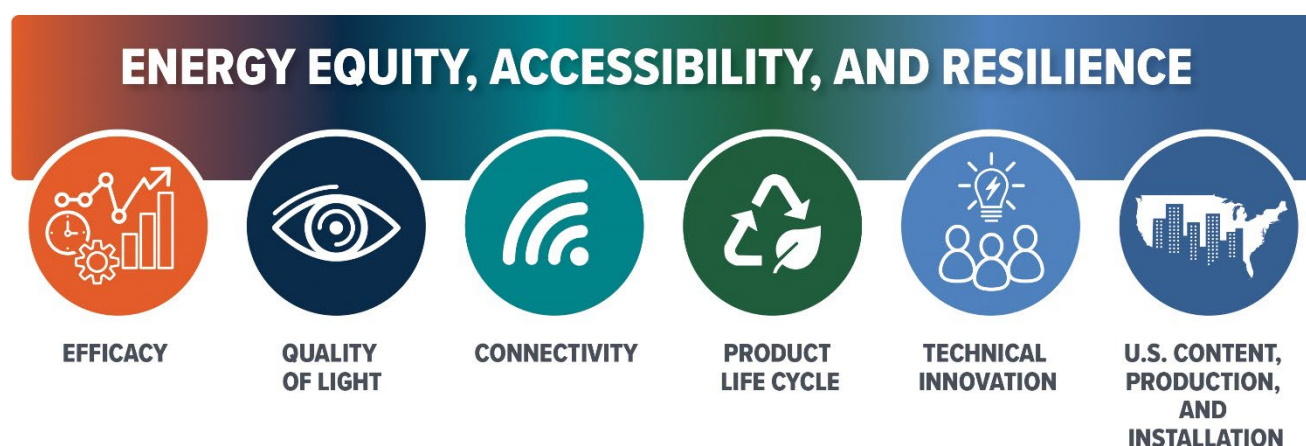 ENERGY EQUITY, ACCESSIBILITY, AND RESILIENCE
EFFICACY
QUALITY
OF LIGHT
CONNECTIVITY
PRODUCT
LIFE CYCLE
TECHNICAL
INNOVATION
U.S. CONTENT,
PRODUCTION,
AND
INSTALLATION